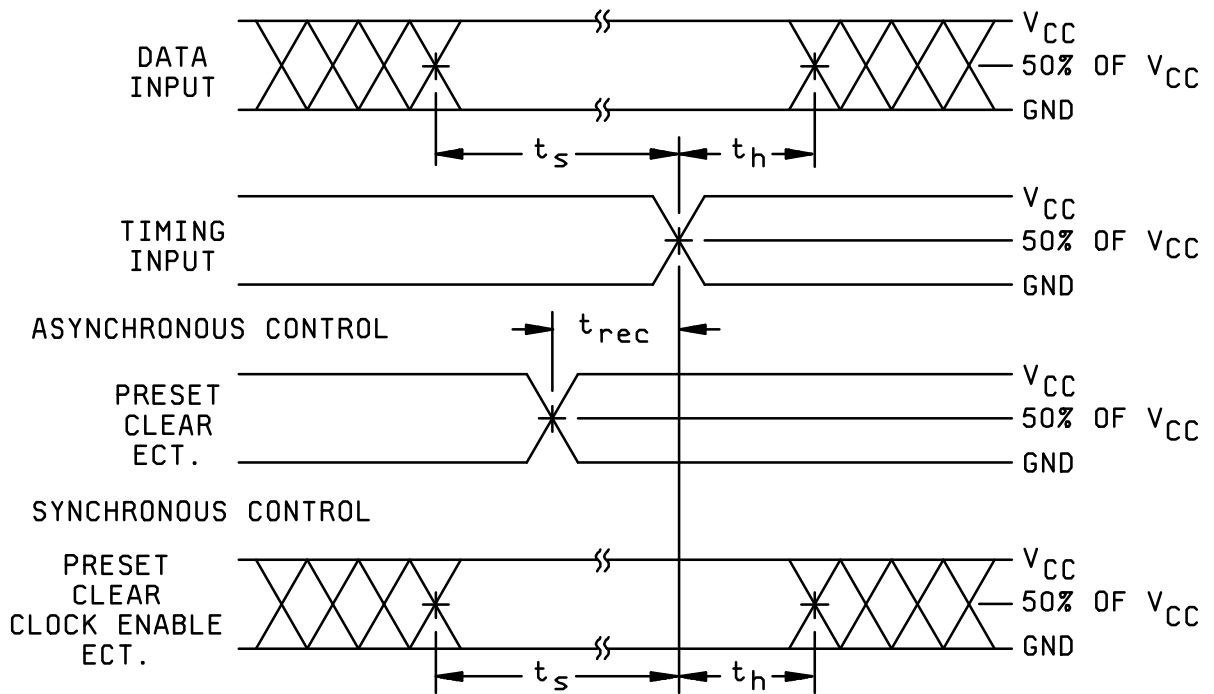 DATA
INPUT
VCC
50% OF VCC
GND
ts
th
TIMING
INPUT
VCC
50% OF VCC
GND
ASYNCHRONOUS CONTROL
trec
PRESET
CLEAR
ECT.
VCC
50% OF VCC
GND
SYNCHRONOUS CONTROL
PRESET
CLEAR
CLOCK ENABLE
ECT.
VCC
50% OF VCC
GND
ts
th